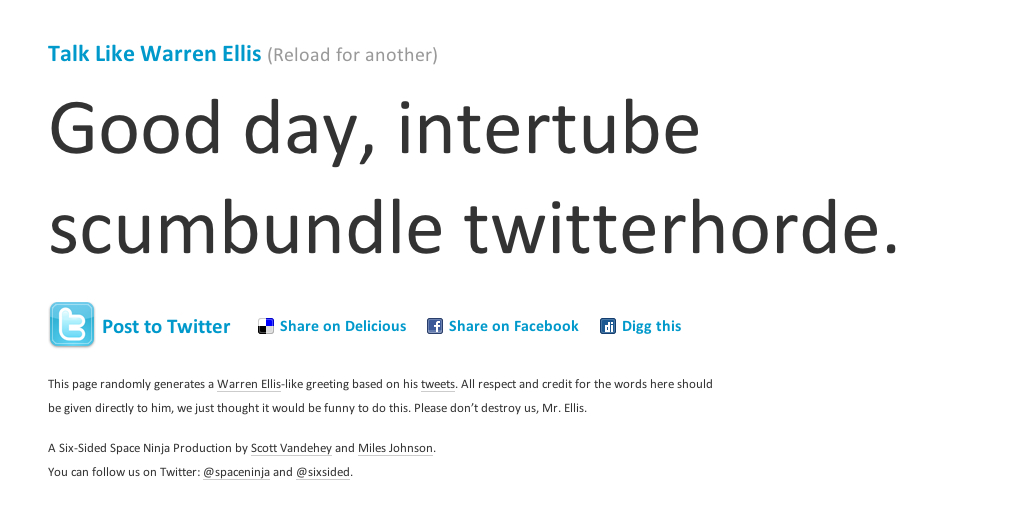 Talk Like Warren Ellis (Reload for another)
Good day, intertube
scumbundle twitterhorde.
Post to Twitter Share on Delicious Share on Facebook Digg this
This page randomly generates a Warren Ellis-like greeting based on his tweets. All respect and credit for the words here should
be given directly to him, we just thought it would be funny to do this. Please don’t destroy us, Mr. Ellis.
A Six-Sided Space Ninja Production by Scott Vandehey and Miles Johnson.
You can follow us on Twitter: @spaceninja and @sixsided.